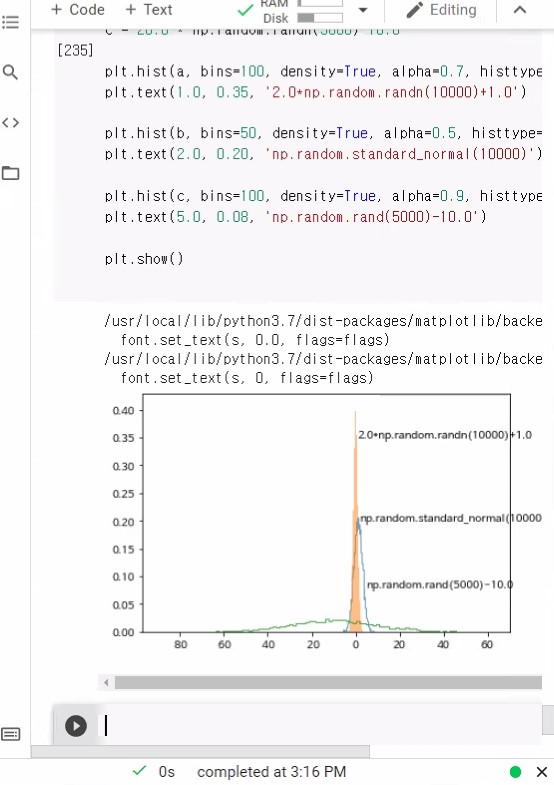 + Code + Text
RAM
Disk
Editing
c = 20.0 * np.random.randn(5000)-10.0
[235]
plt.hist(a, bins=100, density=True, alpha=0.7, histtype=
plt.text(1.0, 0.35, '2.0*np.random.randn(10000)+1.0')
plt.hist(b, bins=50, density=True, alpha=0.5, histtype=
plt.text(2.0, 0.20, 'np.random.standard_normal(10000)')
plt.hist(c, bins=100, density=True, alpha=0.9, histtype
plt.text(5.0, 0.08, 'np.random.rand(5000)-10.0')
plt.show()
/usr/local/lib/python3.7/dist-packages/matplotlib/backe
font.set_text(s, 0.0, flags=flags)
/usr/local/lib/python3.7/dist-packages/matplotlib/backe
font.set_text(s, 0, flags=flags)
0.40
0.35
0.30
0.25
0.20
0.15
0.10
0.05
0.00
2.0*np.random.randn(10000)+1.0
np.random.standard_normal(10000
np.random.rand(5000)−10.0
80 60 40 20 0 20 40 60
0s completed at 3:16 PM